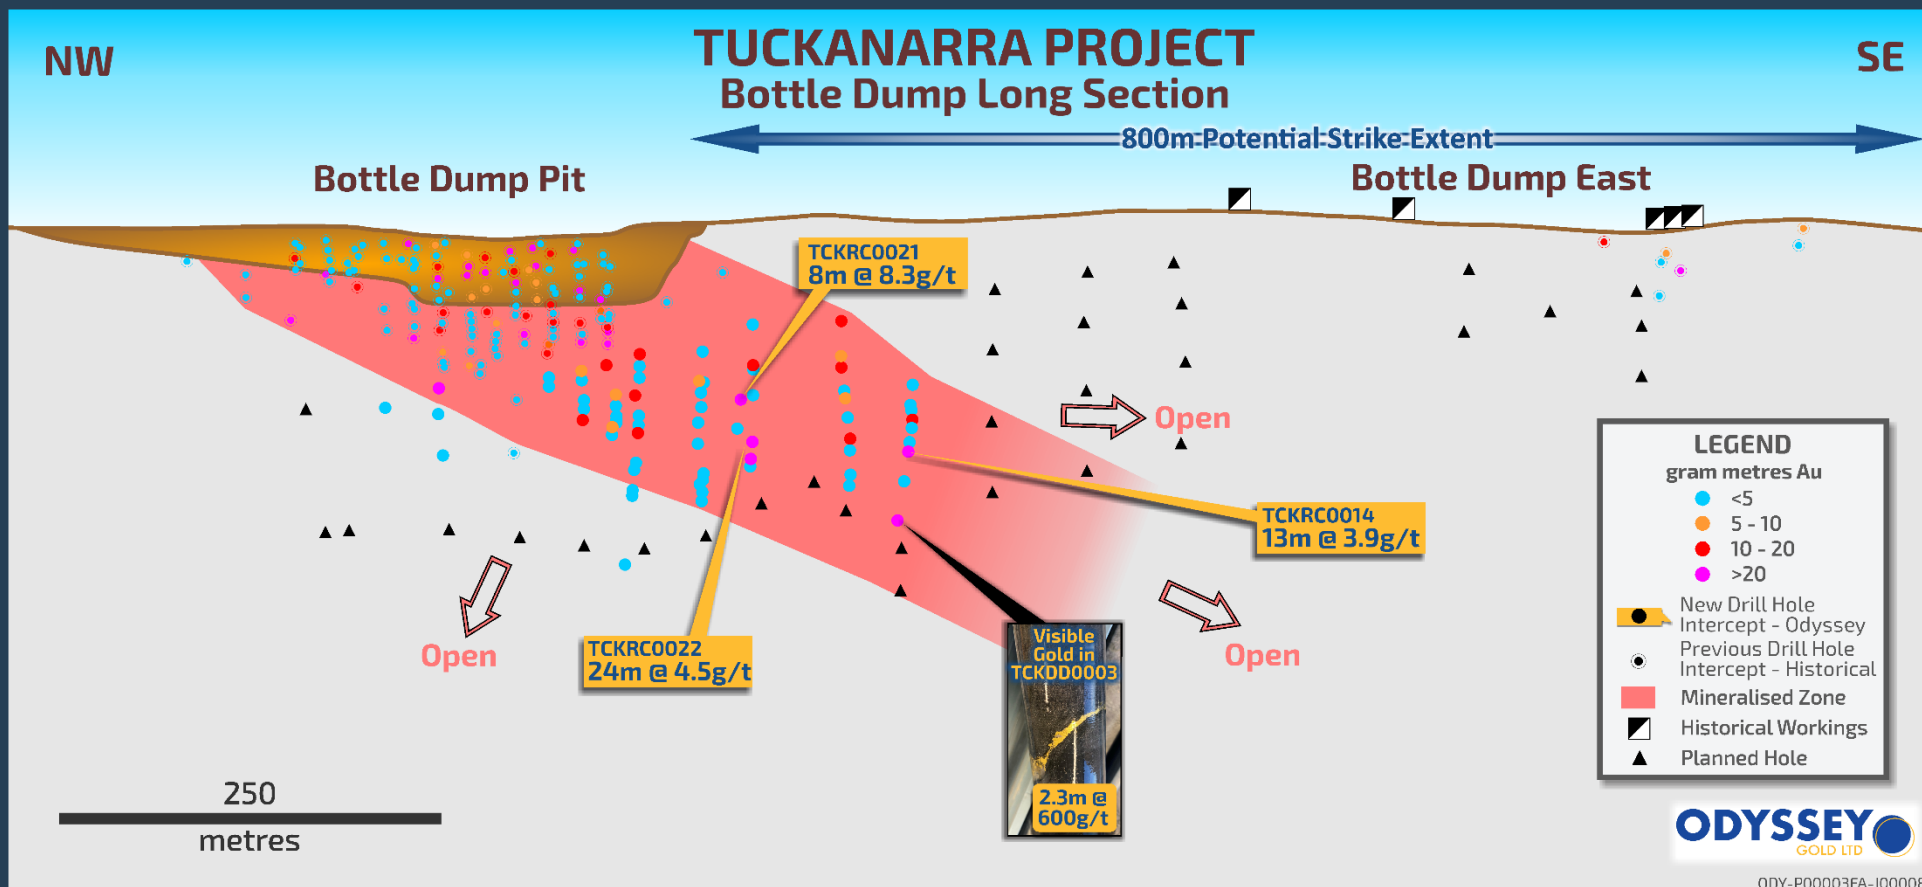 NW
TUCKANARRA PROJECT
SE
Bottle Dump Long Section
800m Potential Strike Extent
Bottle Dump Pit
Bottle Dump East
TCKRC0021
8m @ 8.3g/t
Open
LEGEND
gram metres Au
<5
5 - 10
10 - 20
>20
New Drill Hole
Intercept - Odyssey
Previous Drill Hole
Intercept - Historical
Mineralised Zone
Historical Workings
Planned Hole
TCKRC0014
13m @ 3.9g/t
Open
TCKRC0022
24m @ 4.5g/t
Visible
Gold in
TCKDD0003
2.3m @
600g/t
Open
250
metres
ODYSSEY
GOLD LTD